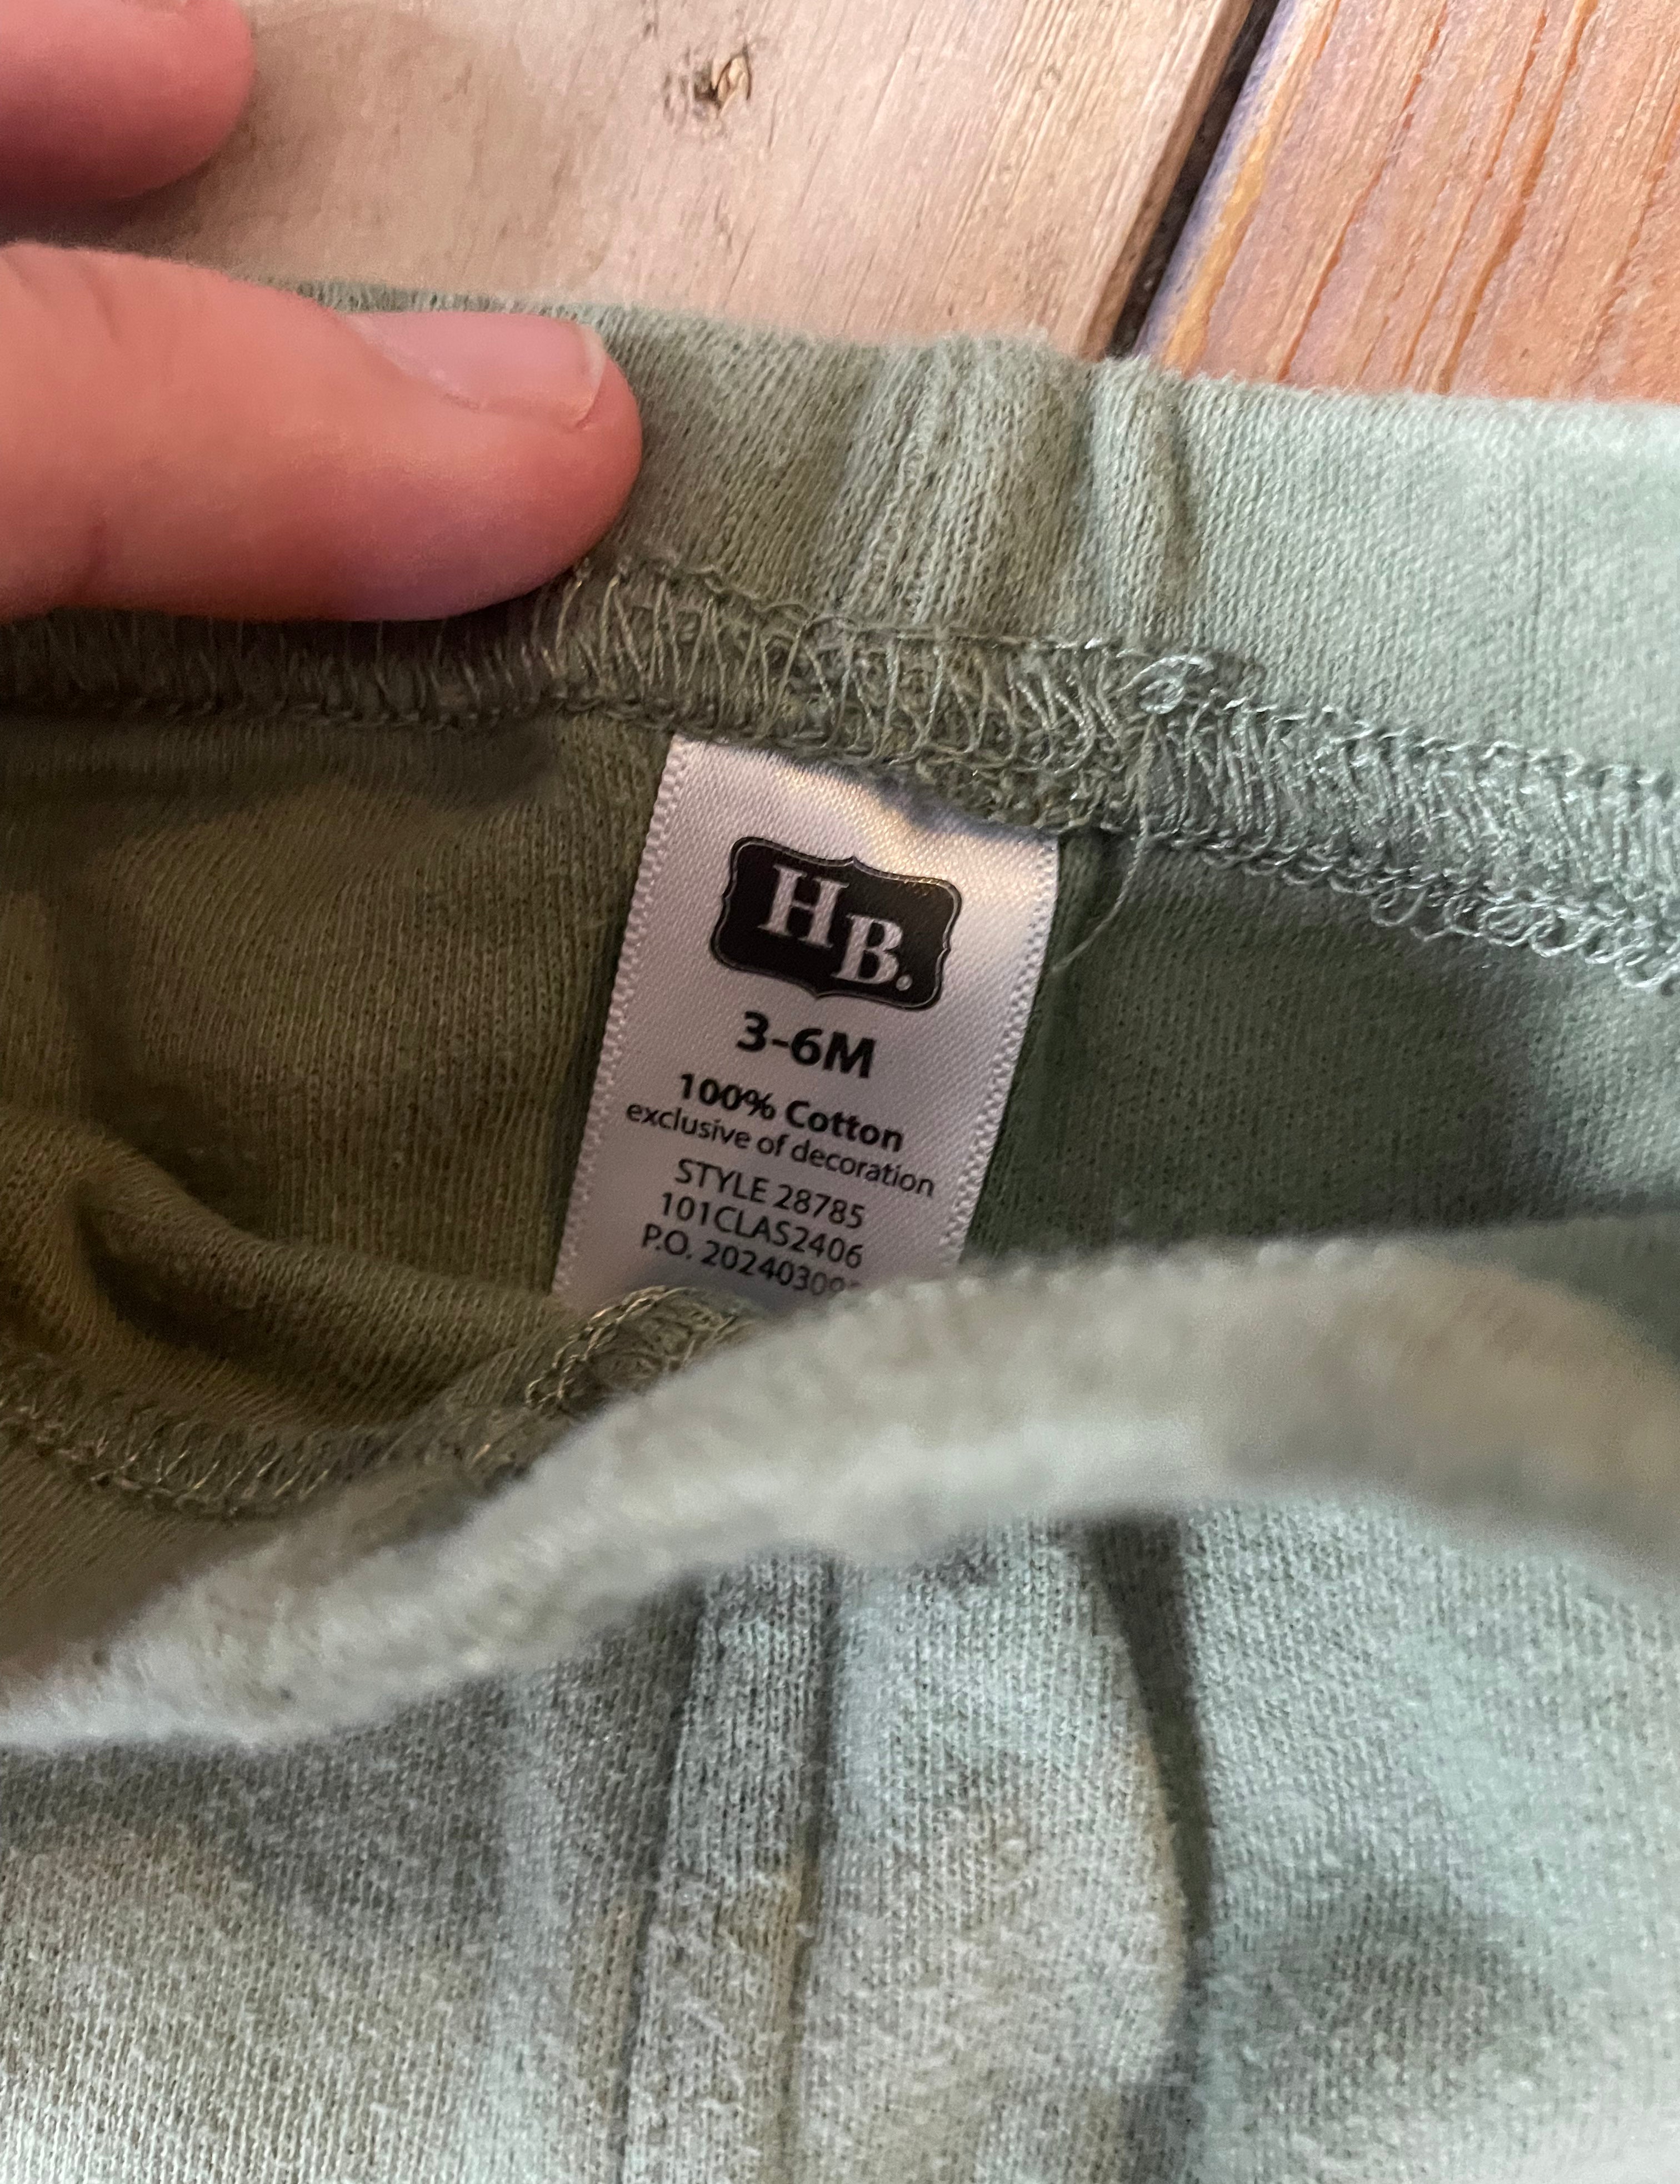 HB.
3-6M
100% Cotton
exclusive of decoration
STYLE 28785
101CLAS2406
P.O.